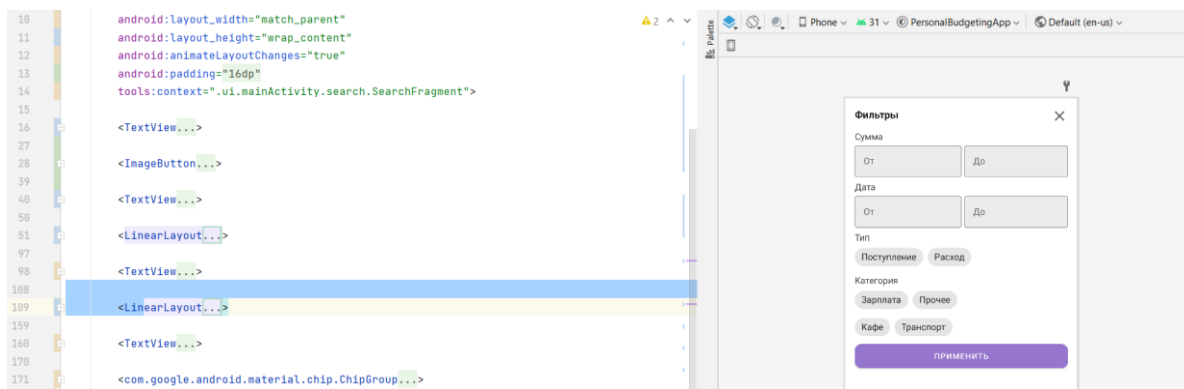 10 android:layout_width="match_parent"
11 android:layout_height="wrap_content"
12 android:animateLayoutChanges="true"
13 android:padding="16dp"
14 tools:context=".ui.mainActivity.search.SearchFragment">
15
16 <TextView...>
27
28 <ImageButton...>
39
40 <TextView...>
50
51 <LinearLayout...>
97
98 <TextView...>
108
109 <LinearLayout...>
159
160 <TextView...>
170
171 <com.google.android.material.chip.ChipGroup...>
2
Palette
Phone 31 PersonalBudgetingApp Default (en-us)
Фильтры
Сумма
От До
Дата
От До
Тип
Поступление Расход
Категория
Зарплата Прочее
Кафе Транспорт
ПРИМЕНИТЬ